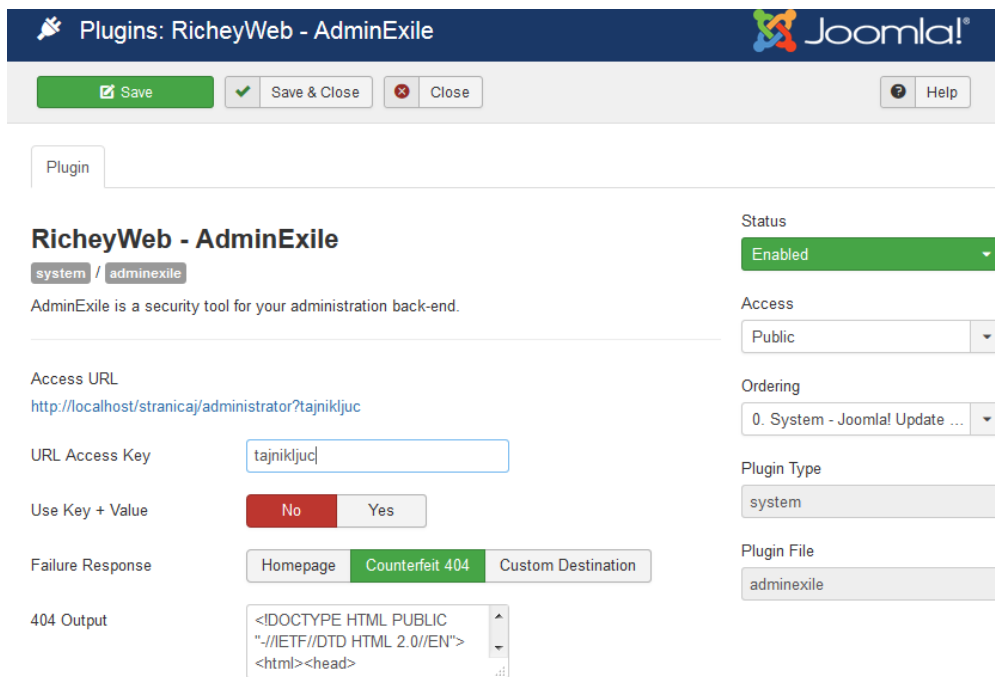 Plugins: RicheyWeb - AdminExile
Joomla!®
Save
Save & Close
Close
Help
Plugin
RicheyWeb - AdminExile
system / adminexile
AdminExile is a security tool for your administration back-end.
Access URL
http://localhost/stranicaj/administrator?tajnikljuc
URL Access Key
tajnikljuc
Use Key + Value
No
Yes
Failure Response
Homepage
Counterfeit 404
Custom Destination
404 Output
<!DOCTYPE HTML PUBLIC
"-//IETF//DTD HTML 2.0//EN">
<html><head>
Status
Enabled
Access
Public
Ordering
0. System - Joomla! Update ...
Plugin Type
system
Plugin File
adminexile